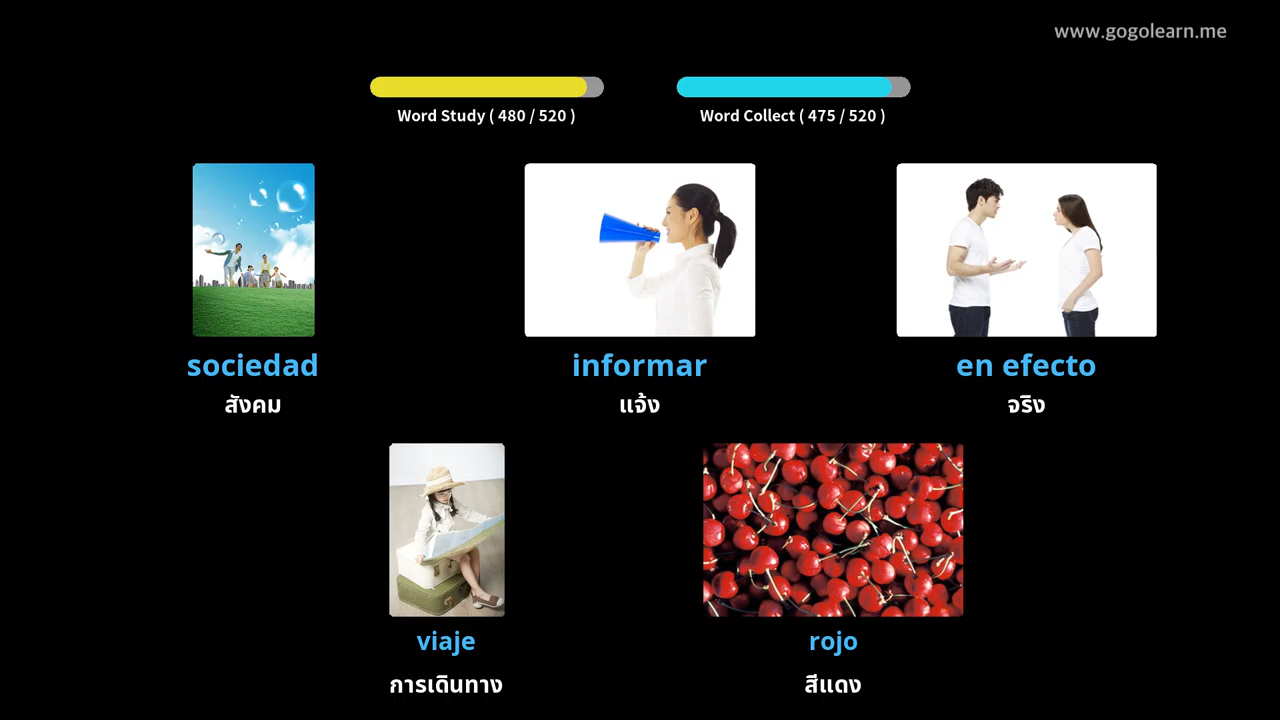 www.gogolearn.me
Word Study ( 480 / 520 )
Word Collect ( 475 / 520 )
sociedad
สังคม
informar
แจ้ง
en efecto
จริง
viaje
การเดินทาง
rojo
สีแดง